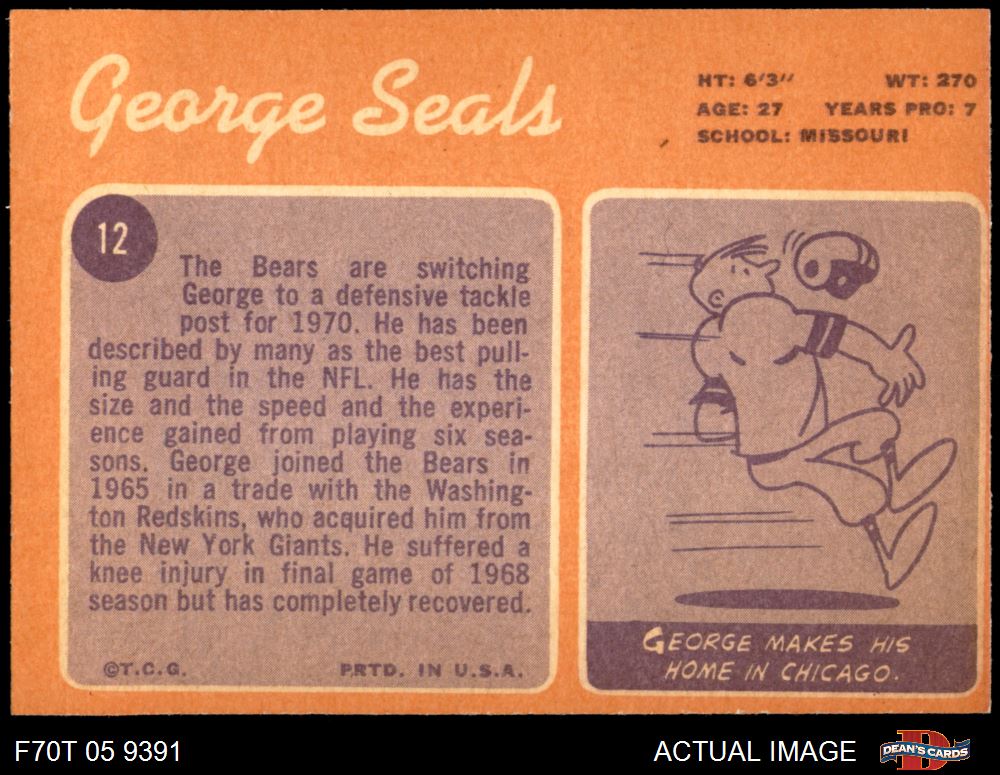 George Seals
HT: 6'3" WT: 270
AGE: 27 YEARS PRO: 7
SCHOOL: MISSOURI
12
The Bears are switching
George to a defensive tackle
post for 1970. He has been
described by many as the best pull-
ing guard in the NFL. He has the
size and the speed and the experi-
ence gained from playing six sea-
sons. George joined the Bears in
1965 in a trade with the Washing-
ton Redskins, who acquired him from
the New York Giants. He suffered a
knee injury in final game of 1968
season but has completely recovered.
©T.C.G. PRTD. IN U.S.A.
GEORGE MAKES HIS
HOME IN CHICAGO.
F70T 05 9391
ACTUAL IMAGE
DEAN'S CARDS